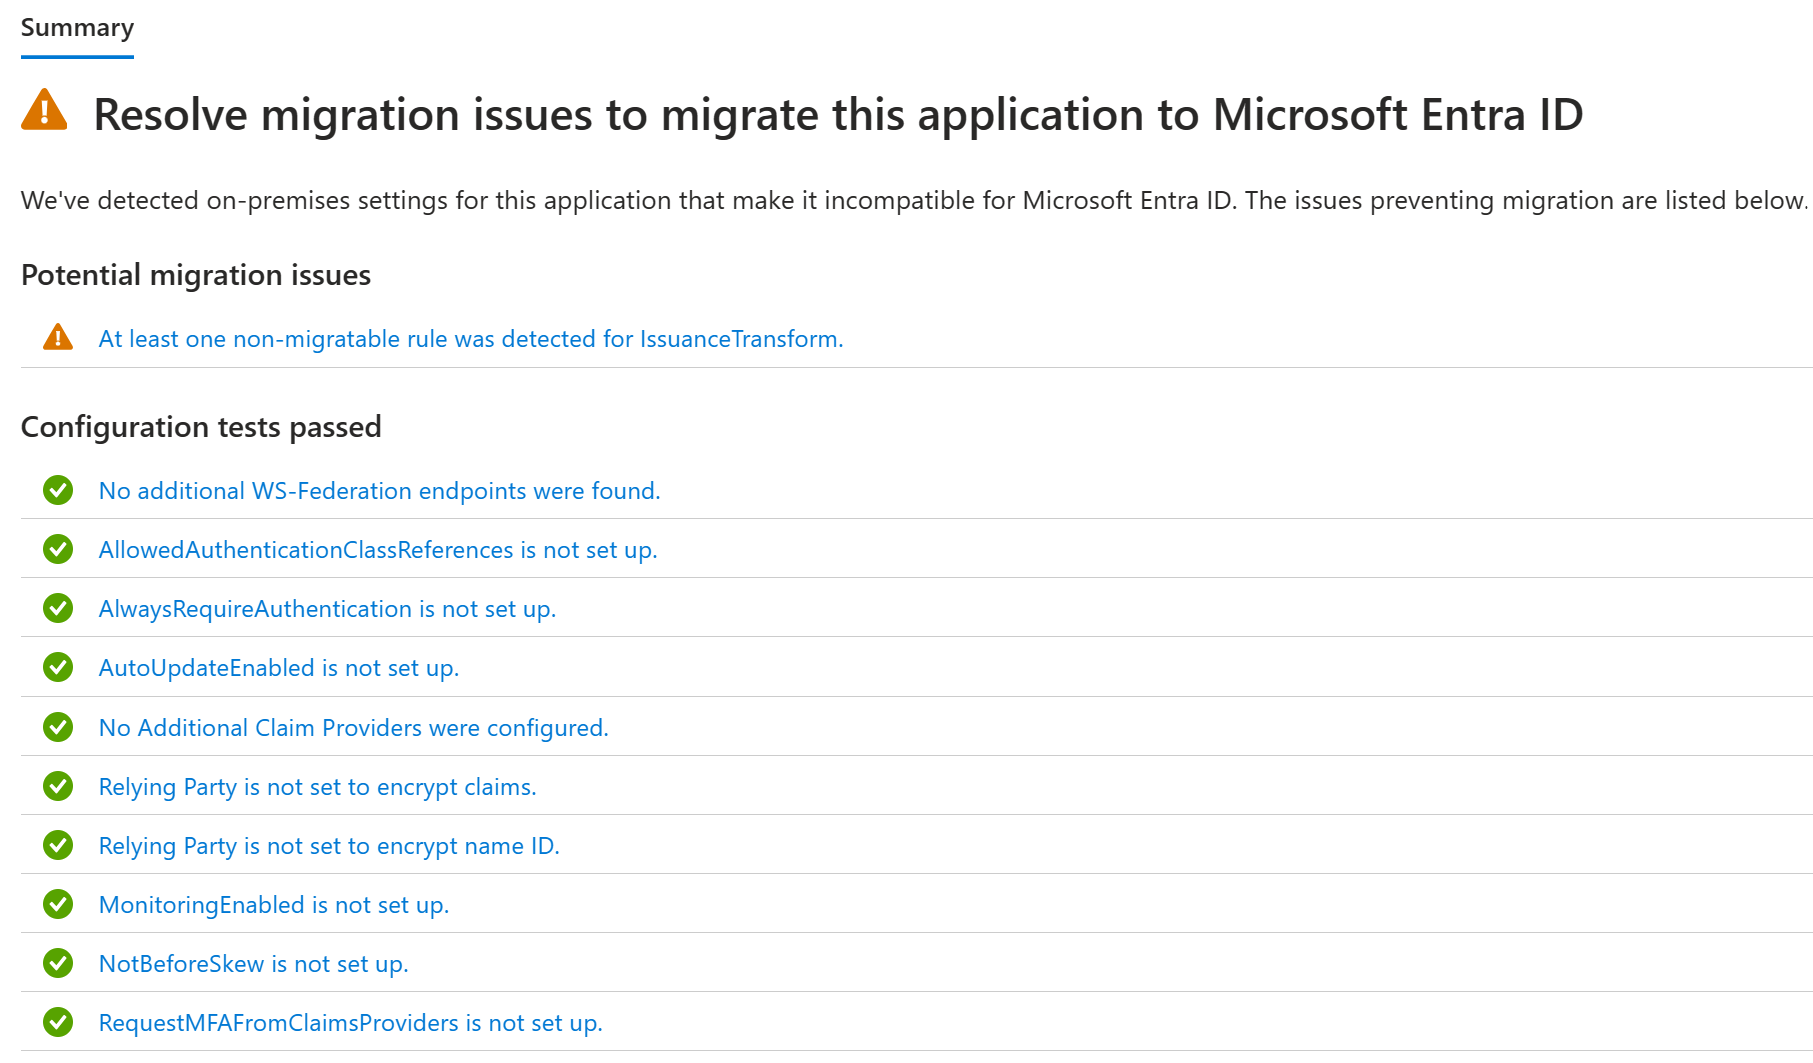 Summary
Resolve migration issues to migrate this application to Microsoft Entra ID
We've detected on-premises settings for this application that make it incompatible for Microsoft Entra ID. The issues preventing migration are listed below.
Potential migration issues
At least one non-migratable rule was detected for IssuanceTransform.
Configuration tests passed
No additional WS-Federation endpoints were found.
AllowedAuthenticationClassReferences is not set up.
AlwaysRequireAuthentication is not set up.
AutoUpdateEnabled is not set up.
No Additional Claim Providers were configured.
Relying Party is not set to encrypt claims.
Relying Party is not set to encrypt name ID.
MonitoringEnabled is not set up.
NotBeforeSkew is not set up.
RequestMFAFromClaimsProviders is not set up.